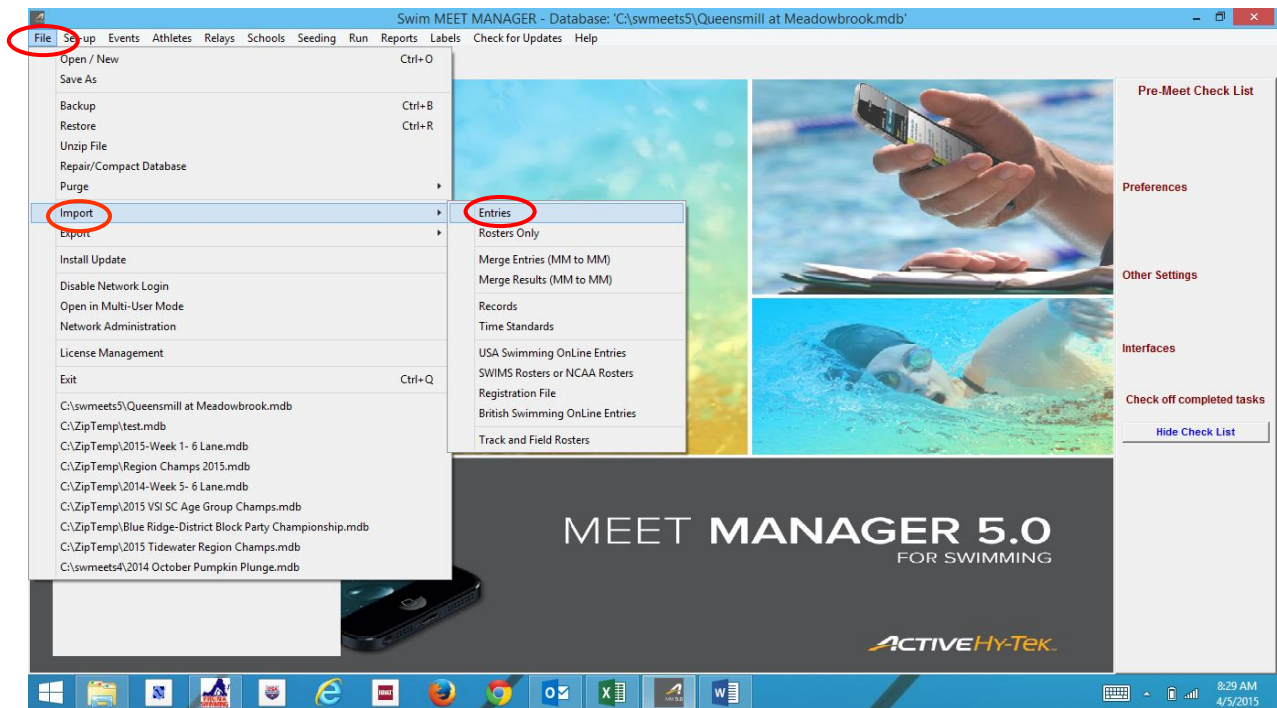 Swim MEET MANAGER - Database: 'C:\swmeets5\Queensmill at Meadowbrook.mdb'
File Set-up Events Athletes Relays Schools Seeding Run Reports Labels Check for Updates Help
Open / New Ctrl+O
Save As
Backup Ctrl+B
Restore Ctrl+R
Unzip File
Repair/Compact Database
Purge
Import
Export
Install Update
Disable Network Login
Open in Multi-User Mode
Network Administration
License Management
Exit Ctrl+Q
C:\swmeets5\Queensmill at Meadowbrook.mdb
C:\ZipTemp\test.mdb
C:\ZipTemp\2015-Week 1- 6 Lane.mdb
C:\ZipTemp\Region Champs 2015.mdb
C:\ZipTemp\2014-Week 5- 6 Lane.mdb
C:\ZipTemp\2015 VSI SC Age Group Champs.mdb
C:\ZipTemp\Blue Ridge-District Block Party Championship.mdb
C:\ZipTemp\2015 Tidewater Region Champs.mdb
C:\swmeets4\2014 October Pumpkin Plunge.mdb
Entries
Rosters Only
Merge Entries (MM to MM)
Merge Results (MM to MM)
Records
Time Standards
USA Swimming OnLine Entries
SWIMS Rosters or NCAA Rosters
Registration File
British Swimming OnLine Entries
Track and Field Rosters
Pre-Meet Check List
Preferences
Other Settings
Interfaces
Check off completed tasks
Hide Check List
MEET MANAGER 5.0
FOR SWIMMING
ACTIVE HY-TEK
8:29 AM
4/5/2015